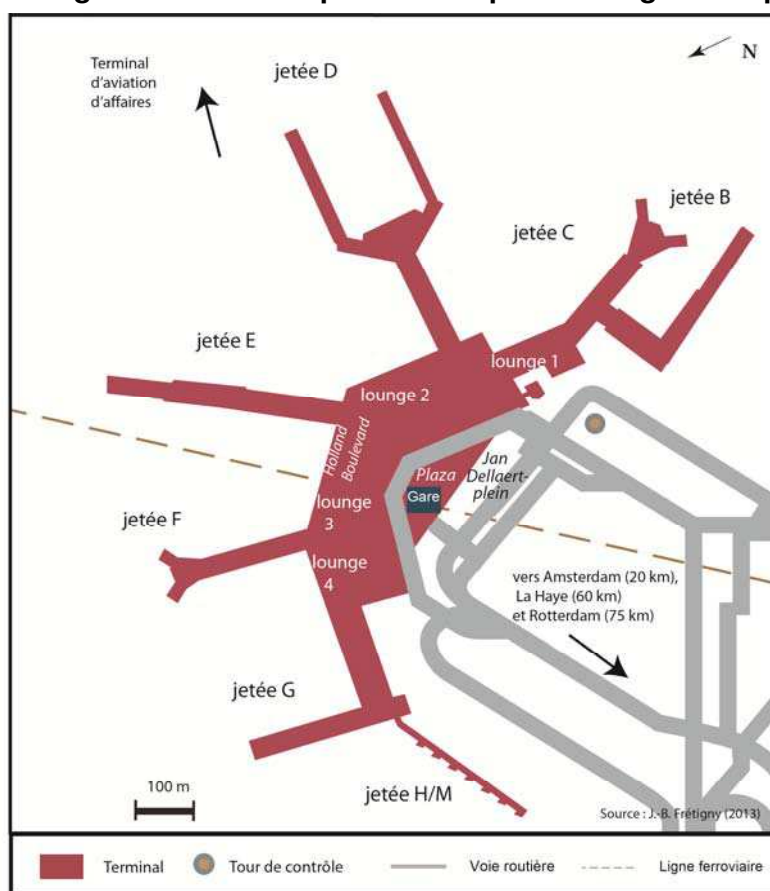 Terminal
d'aviation
d'affaires
jetée D
N
jetée B
jetée C
jetée E
lounge 1
lounge 2
Holland
Boulevard
Plaza
Jan
Dellaert-
plein
Gare
lounge
3
jetée F
lounge
4
vers Amsterdam (20 km),
La Haye (60 km)
et Rotterdam (75 km)
jetée G
100 m
jetée H/M
Source : J.-B. Frétigny (2013)
Terminal
Tour de contrôle
Voie routière
Ligne ferroviaire